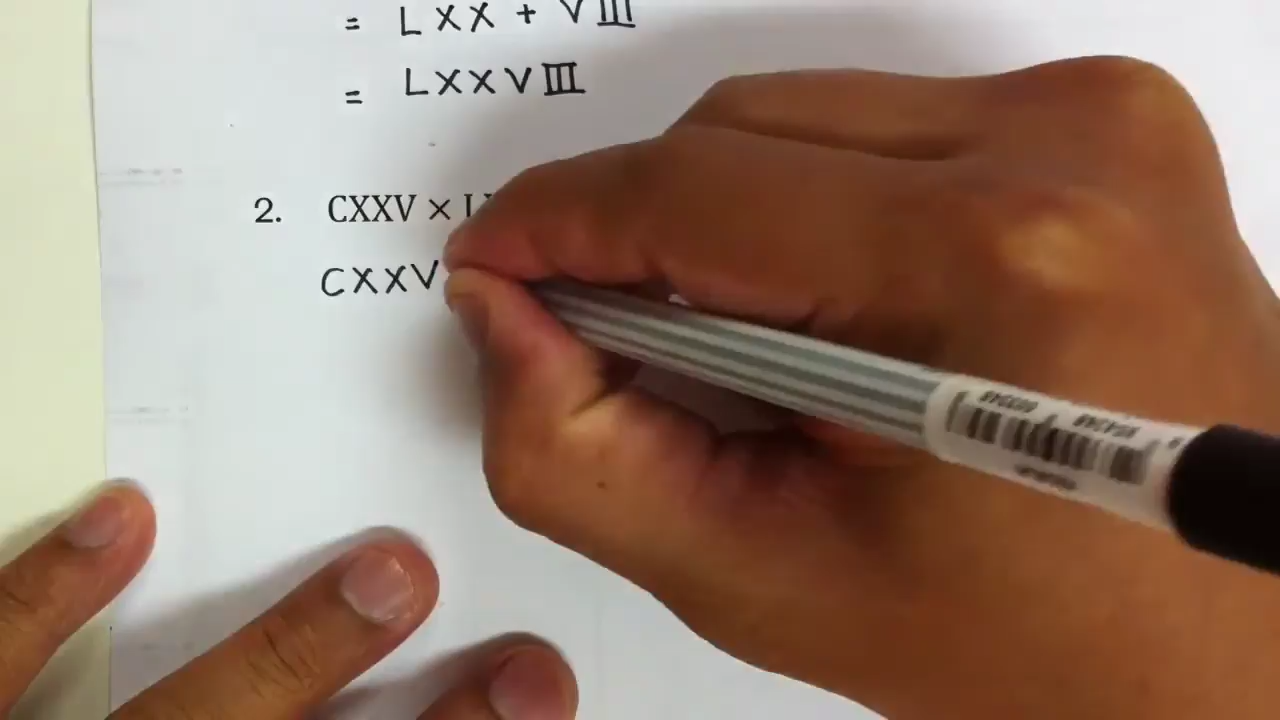 = LXX + VIII
= LXXVIII
2. CXXV ×
CXXV